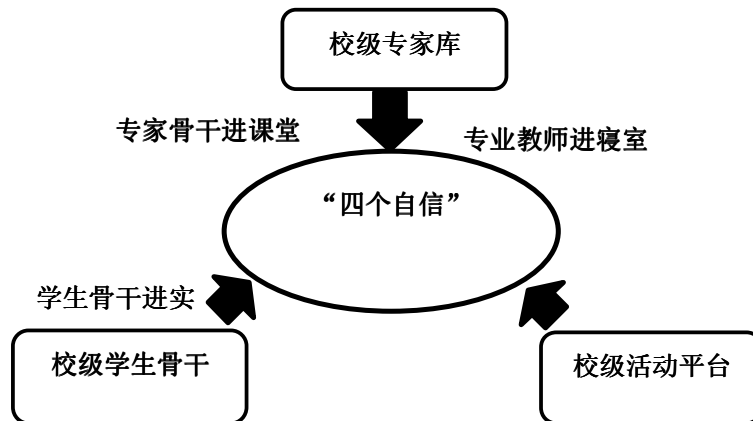 校级专家库
专家骨干进课堂
专业教师进寝室
“四个自信”
学生骨干进实
校级学生骨干
校级活动平台